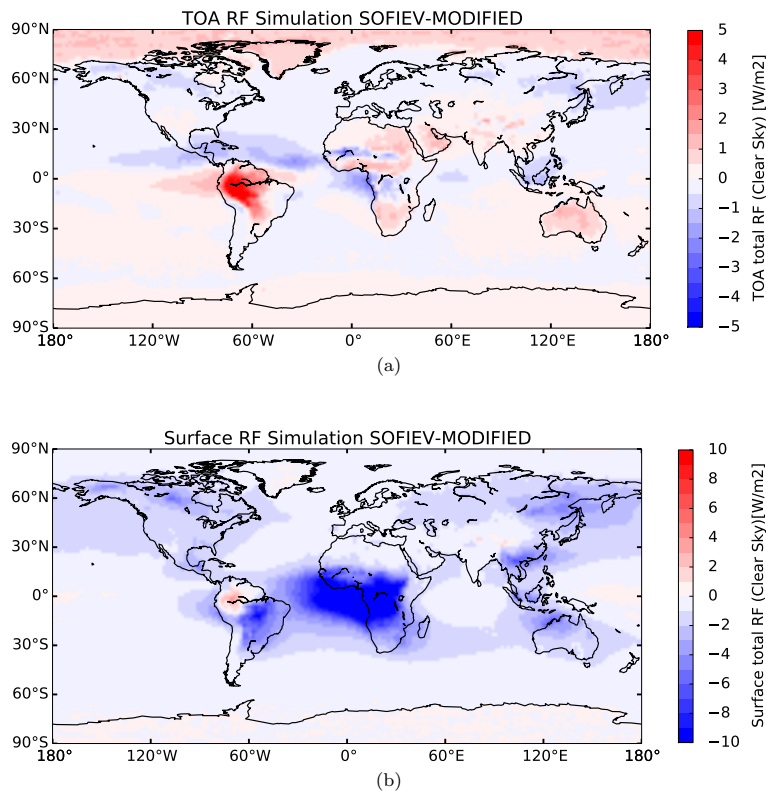 TOA RF Simulation SOFIEV-MODIFIED
90°N
60°N
30°N
0°
30°S
60°S
90°S
180° 120°W 60°W 0° 60°E 120°E 180°
5
4
3
2
1
0
−1
−2
−3
−4
−5
TOA total RF (Clear Sky) [W/m2]
(a)
Surface RF Simulation SOFIEV-MODIFIED
90°N
60°N
30°N
0°
30°S
60°S
90°S
180° 120°W 60°W 0° 60°E 120°E 180°
10
8
6
4
2
0
−2
−4
−6
−8
−10
Surface total RF (Clear Sky)[W/m2]
(b)